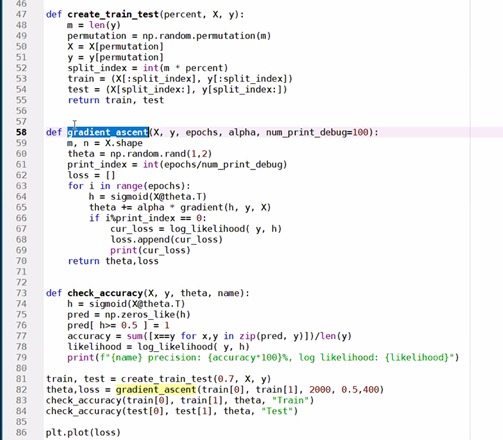 46
47 def create_train_test(percent, X, y):
48 m = len(y)
49 permutation = np.random.permutation(m)
50 X = X[permutation]
51 y = y[permutation]
52 split_index = int(m * percent)
53 train = (X[:split_index], y[:split_index])
54 test = (X[split_index:], y[split_index:])
55 return train, test
56
57
58 def gradient_ascent(X, y, epochs, alpha, num_print_debug=100):
59 m, n = X.shape
60 theta = np.random.rand(1,2)
61 print_index = int(epochs/num_print_debug)
62 loss = []
63 for i in range(epochs):
64 h = sigmoid(X@theta.T)
65 theta += alpha * gradient(h, y, X)
66 if i%print_index == 0:
67 cur_loss = log_likelihood( y, h)
68 loss.append(cur_loss)
69 print(cur_loss)
70 return theta,loss
71
72
73 def check_accuracy(X, y, theta, name):
74 h = sigmoid(X@theta.T)
75 pred = np.zeros_like(h)
76 pred[ h>= 0.5 ] = 1
77 accuracy = sum([x==y for x,y in zip(pred, y)])/len(y)
78 likelihood = log_likelihood( y, h)
79 print(f"{name} precision: {accuracy*100}%, log likelihood: {likelihood}")
80
81 train, test = create_train_test(0.7, X, y)
82 theta,loss = gradient_ascent(train[0], train[1], 2000, 0.5,400)
83 check_accuracy(train[0], train[1], theta, "Train")
84 check_accuracy(test[0], test[1], theta, "Test")
85
86 plt.plot(loss)